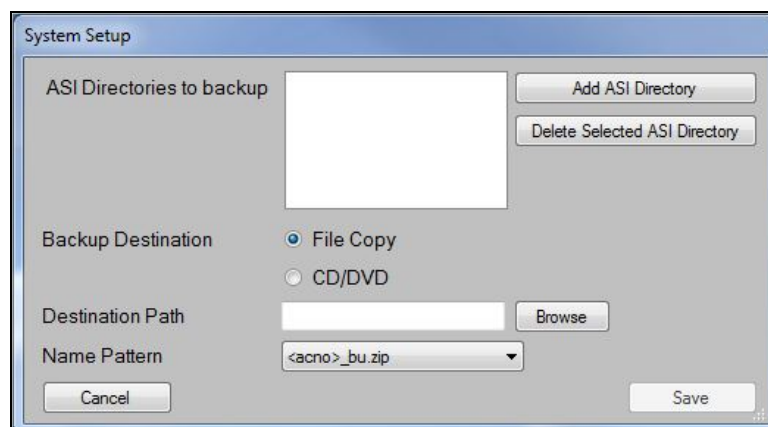 System Setup
ASI Directories to backup
Add ASI Directory
Delete Selected ASI Directory
Backup Destination
File Copy
CD/DVD
Destination Path
Browse
Name Pattern
<acno>_bu.zip
Cancel
Save